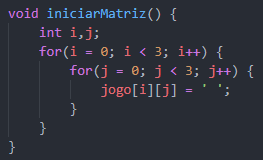 void iniciarMatriz() {
    int i,j;
    for(i = 0; i < 3; i++) {
        for(j = 0; j < 3; j++) {
            jogo[i][j] = ' ';
        }
    }
}